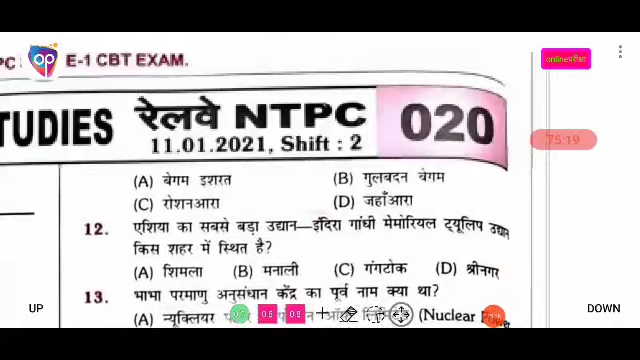 E-1 CBT EXAM.
onlineपरीक्षा
TUDIES रेलवे NTPC 020
11.01.2021, Shift : 2
75:19
(A) बेगम इशरत (B) गुलबदन बेगम
(C) रोशनआरा (D) जहाँआरा
12. एशिया का सबसे बड़ा उद्यान—इंदिरा गांधी मेमोरियल ट्यूलिप उद्यान
किस शहर में स्थित है?
(A) शिमला (B) मनाली (C) गंगटोक (D) श्रीनगर
13. भाभा परमाणु अनुसंधान केंद्र का पूर्व नाम क्या था?
UP DOWN
(A) न्यूक्लियर (Nuclear